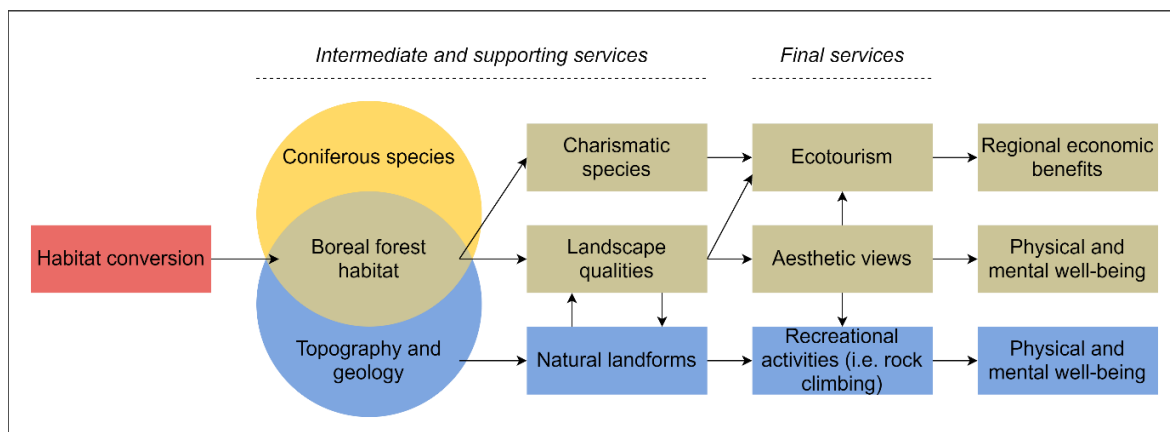 Intermediate and supporting services
Final services
Coniferous species
Charismatic
species
Ecotourism
Regional economic
benefits
Habitat conversion
Boreal forest
habitat
Landscape
qualities
Aesthetic views
Physical and
mental well-being
Topography and
geology
Natural landforms
Recreational
activities (i.e. rock
climbing)
Physical and
mental well-being